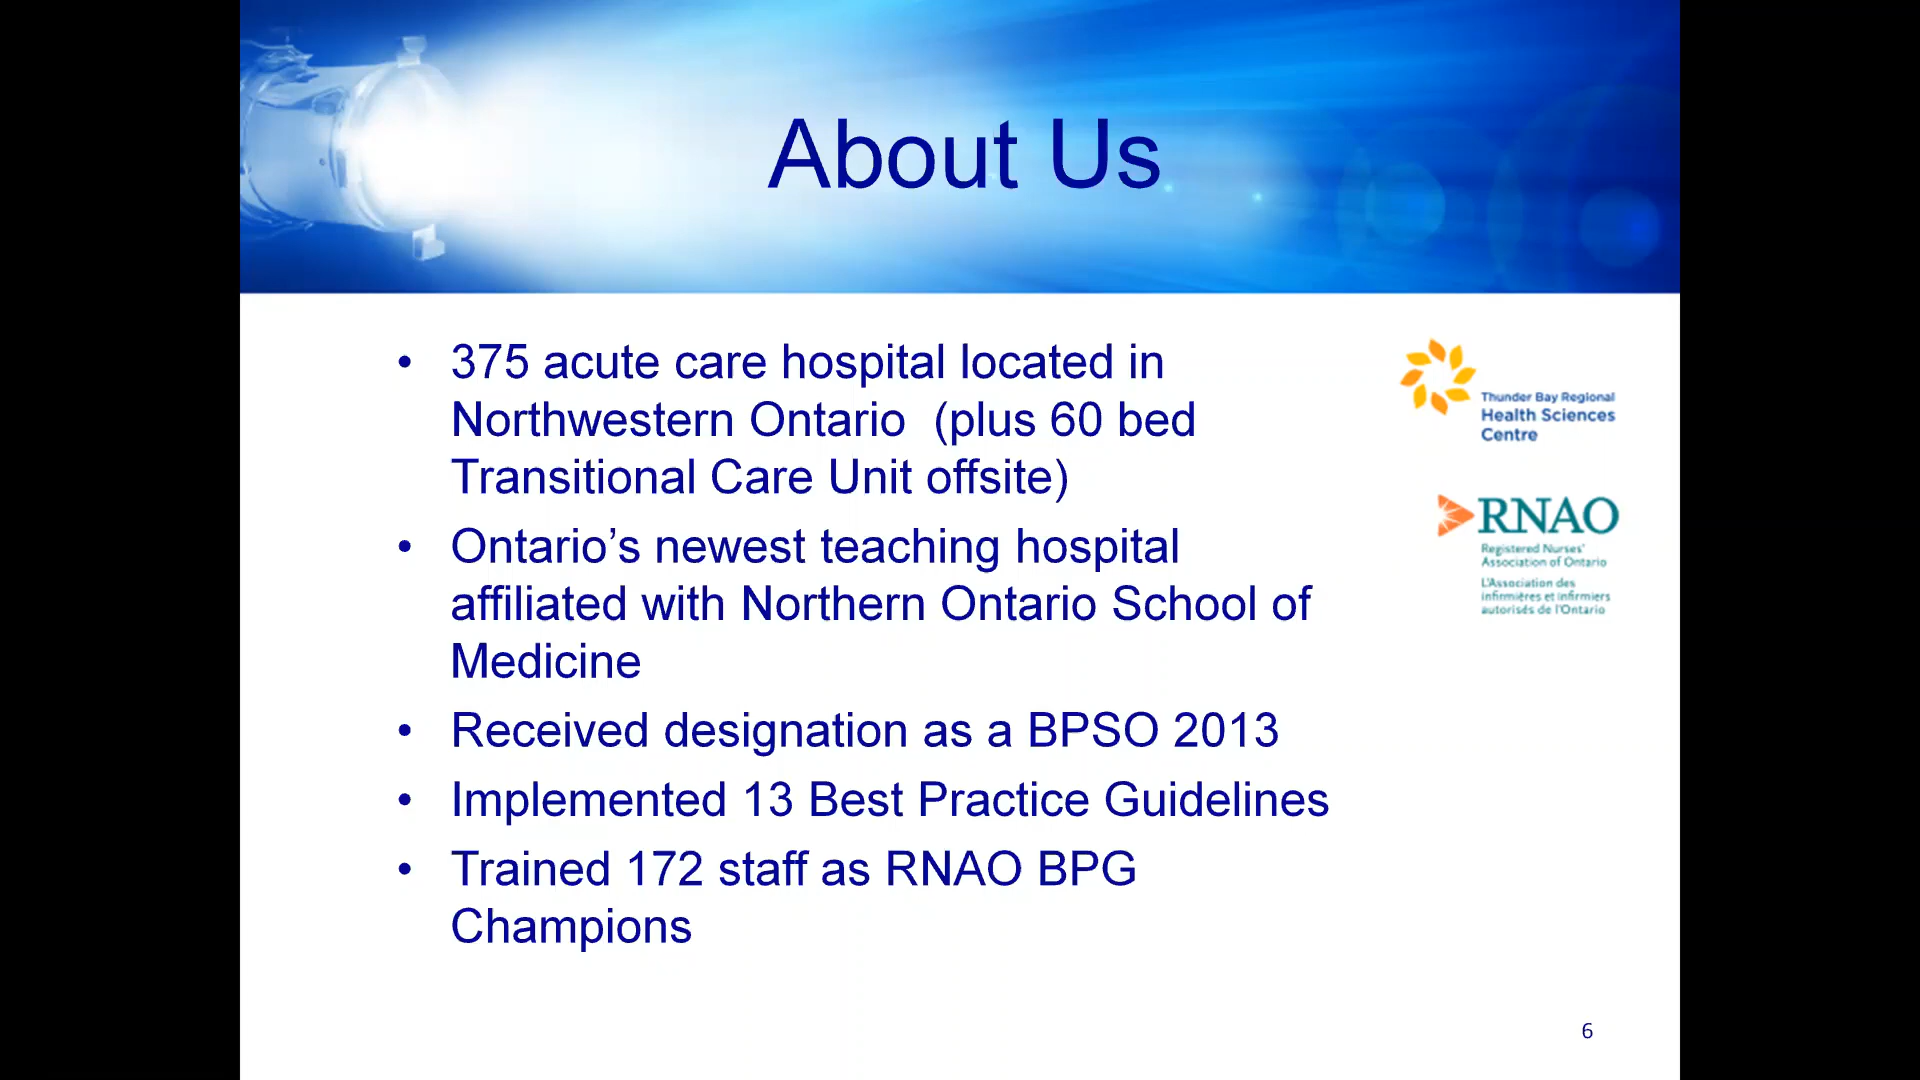 About Us
• 375 acute care hospital located in
Northwestern Ontario  (plus 60 bed
Transitional Care Unit offsite)
• Ontario’s newest teaching hospital
affiliated with Northern Ontario School of
Medicine
• Received designation as a BPSO 2013
• Implemented 13 Best Practice Guidelines
• Trained 172 staff as RNAO BPG
Champions
Thunder Bay Regional
Health Sciences
Centre
RNAO
Registered Nurses'
Association of Ontario
L'Association des
infirmières et infirmiers
autorisés de l'Ontario
6